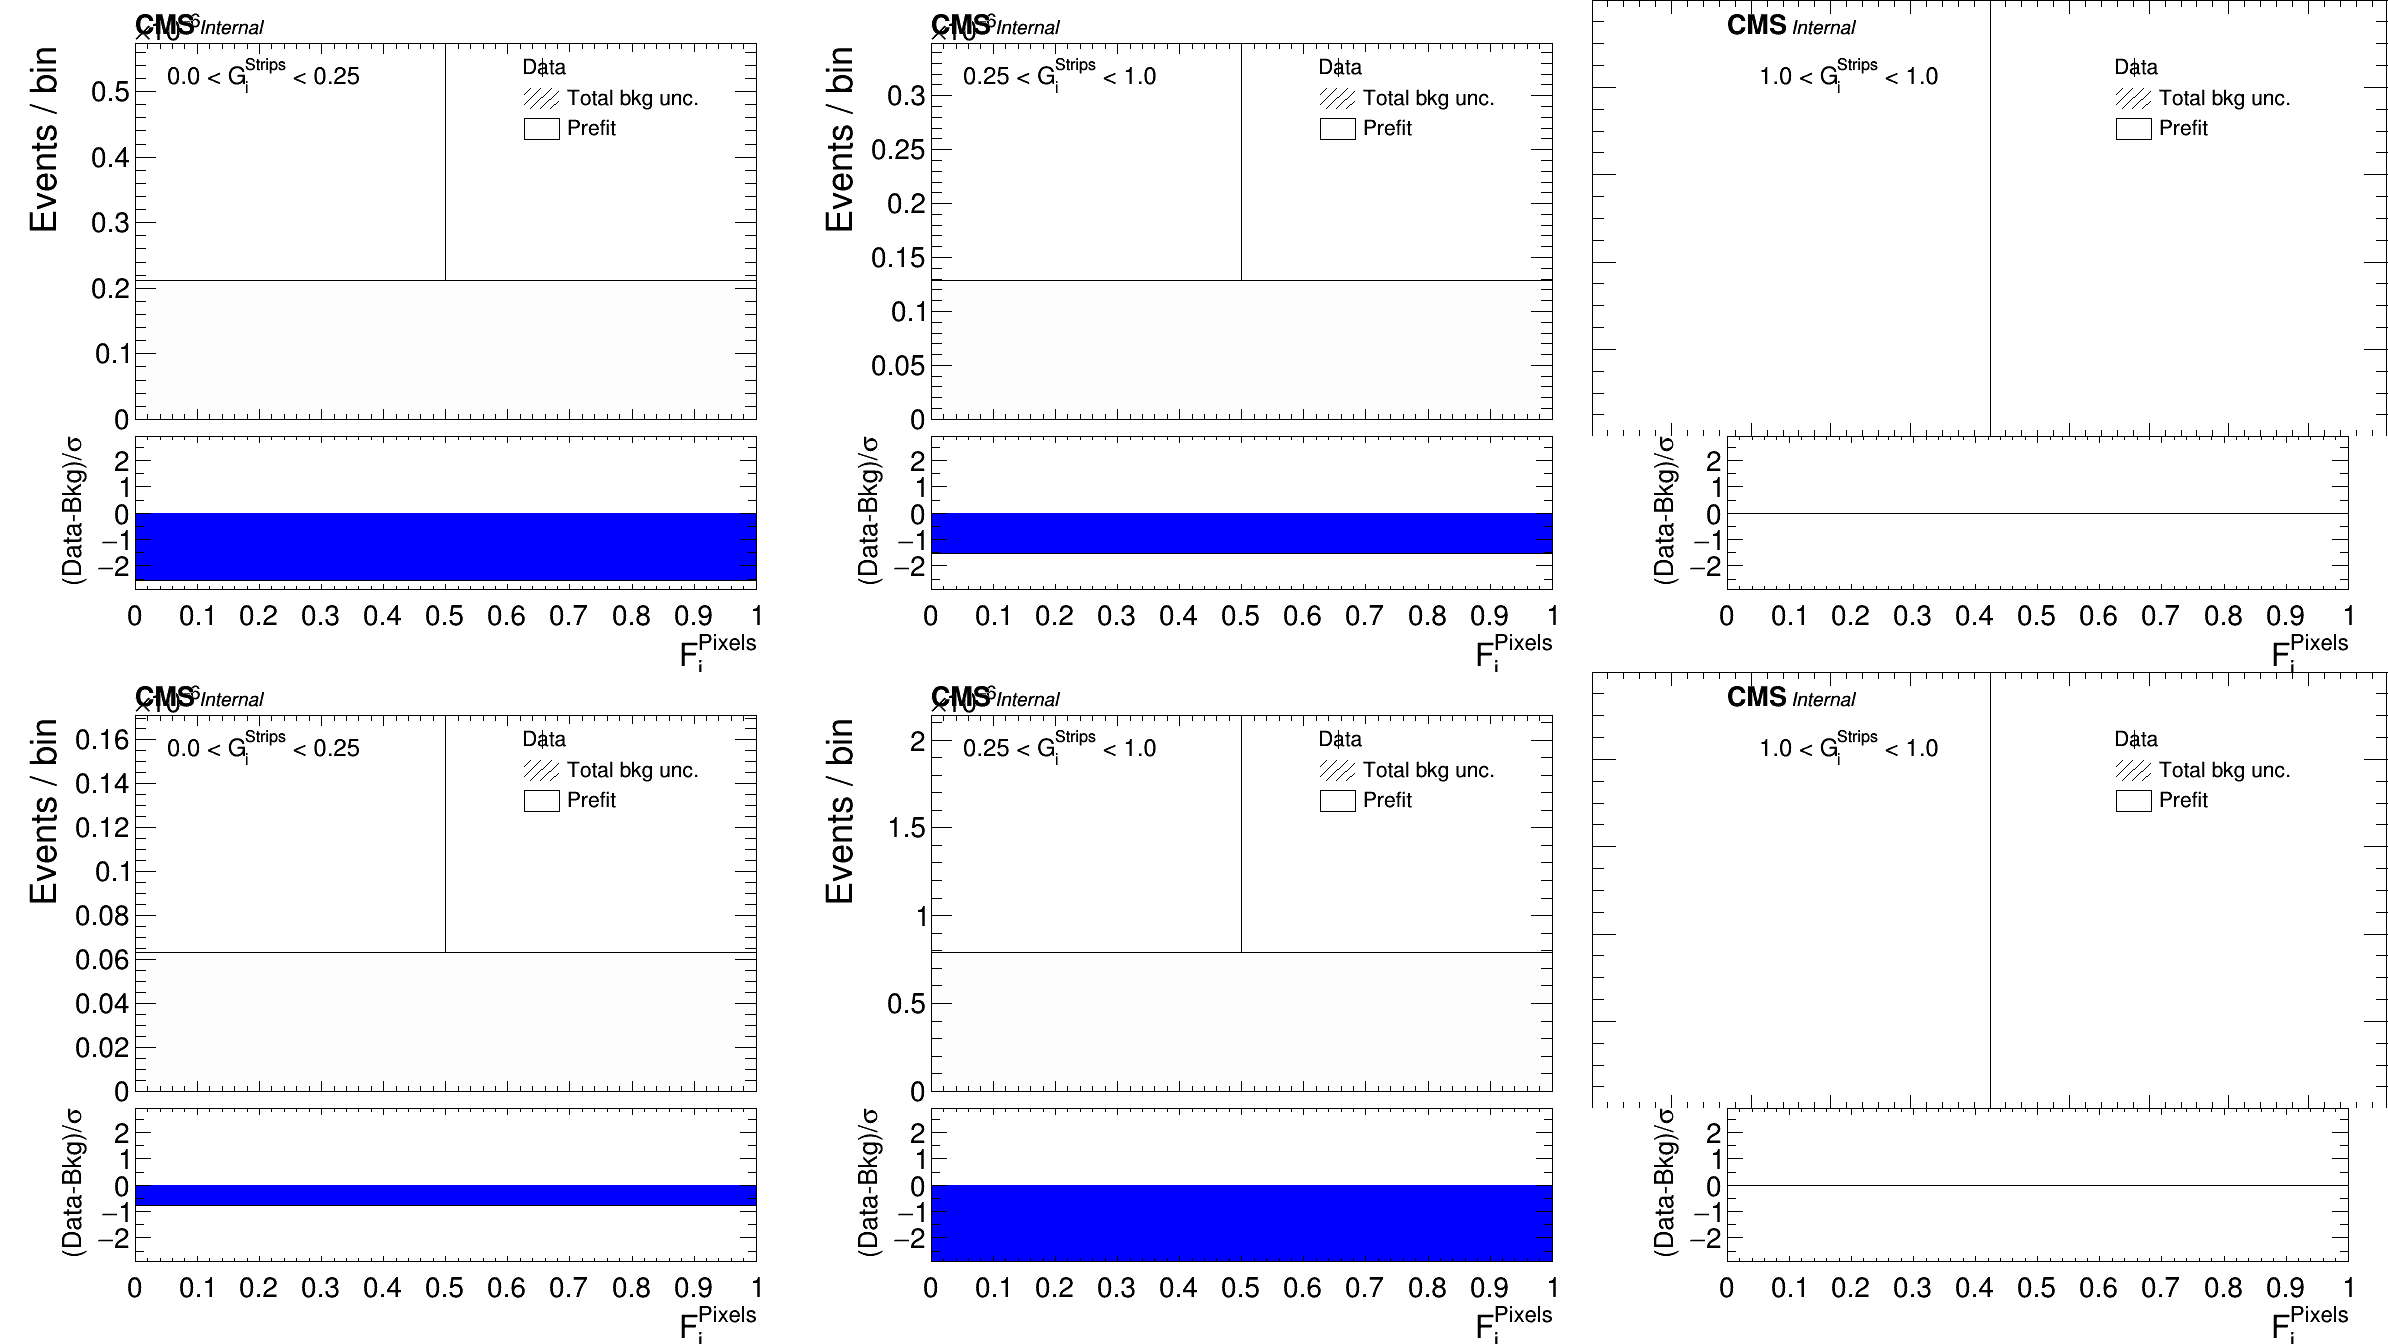 CMS Internal
Events / bin
0.0 < G_i^Strips < 0.25
Data
Total bkg unc.
Prefit
0.5
0.4
0.3
0.2
0.1
0
(Data-Bkg)/σ
2
1
0
−1
−2
0 0.1 0.2 0.3 0.4 0.5 0.6 0.7 0.8 0.9 1
F_i^Pixels
CMS Internal
Events / bin
0.25 < G_i^Strips < 1.0
Data
Total bkg unc.
Prefit
0.3
0.25
0.2
0.15
0.1
0.05
0
(Data-Bkg)/σ
2
1
0
−1
−2
0 0.1 0.2 0.3 0.4 0.5 0.6 0.7 0.8 0.9 1
F_i^Pixels
CMS Internal
1.0 < G_i^Strips < 1.0
Data
Total bkg unc.
Prefit
(Data-Bkg)/σ
2
1
0
−1
−2
0 0.1 0.2 0.3 0.4 0.5 0.6 0.7 0.8 0.9 1
F_i^Pixels
CMS Internal
Events / bin
0.0 < G_i^Strips < 0.25
Data
Total bkg unc.
Prefit
0.16
0.14
0.12
0.1
0.08
0.06
0.04
0.02
0
(Data-Bkg)/σ
2
1
0
−1
−2
0 0.1 0.2 0.3 0.4 0.5 0.6 0.7 0.8 0.9 1
F_i^Pixels
CMS Internal
Events / bin
0.25 < G_i^Strips < 1.0
Data
Total bkg unc.
Prefit
2
1.5
1
0.5
0
(Data-Bkg)/σ
2
1
0
−1
−2
0 0.1 0.2 0.3 0.4 0.5 0.6 0.7 0.8 0.9 1
F_i^Pixels
CMS Internal
1.0 < G_i^Strips < 1.0
Data
Total bkg unc.
Prefit
(Data-Bkg)/σ
2
1
0
−1
−2
0 0.1 0.2 0.3 0.4 0.5 0.6 0.7 0.8 0.9 1
F_i^Pixels